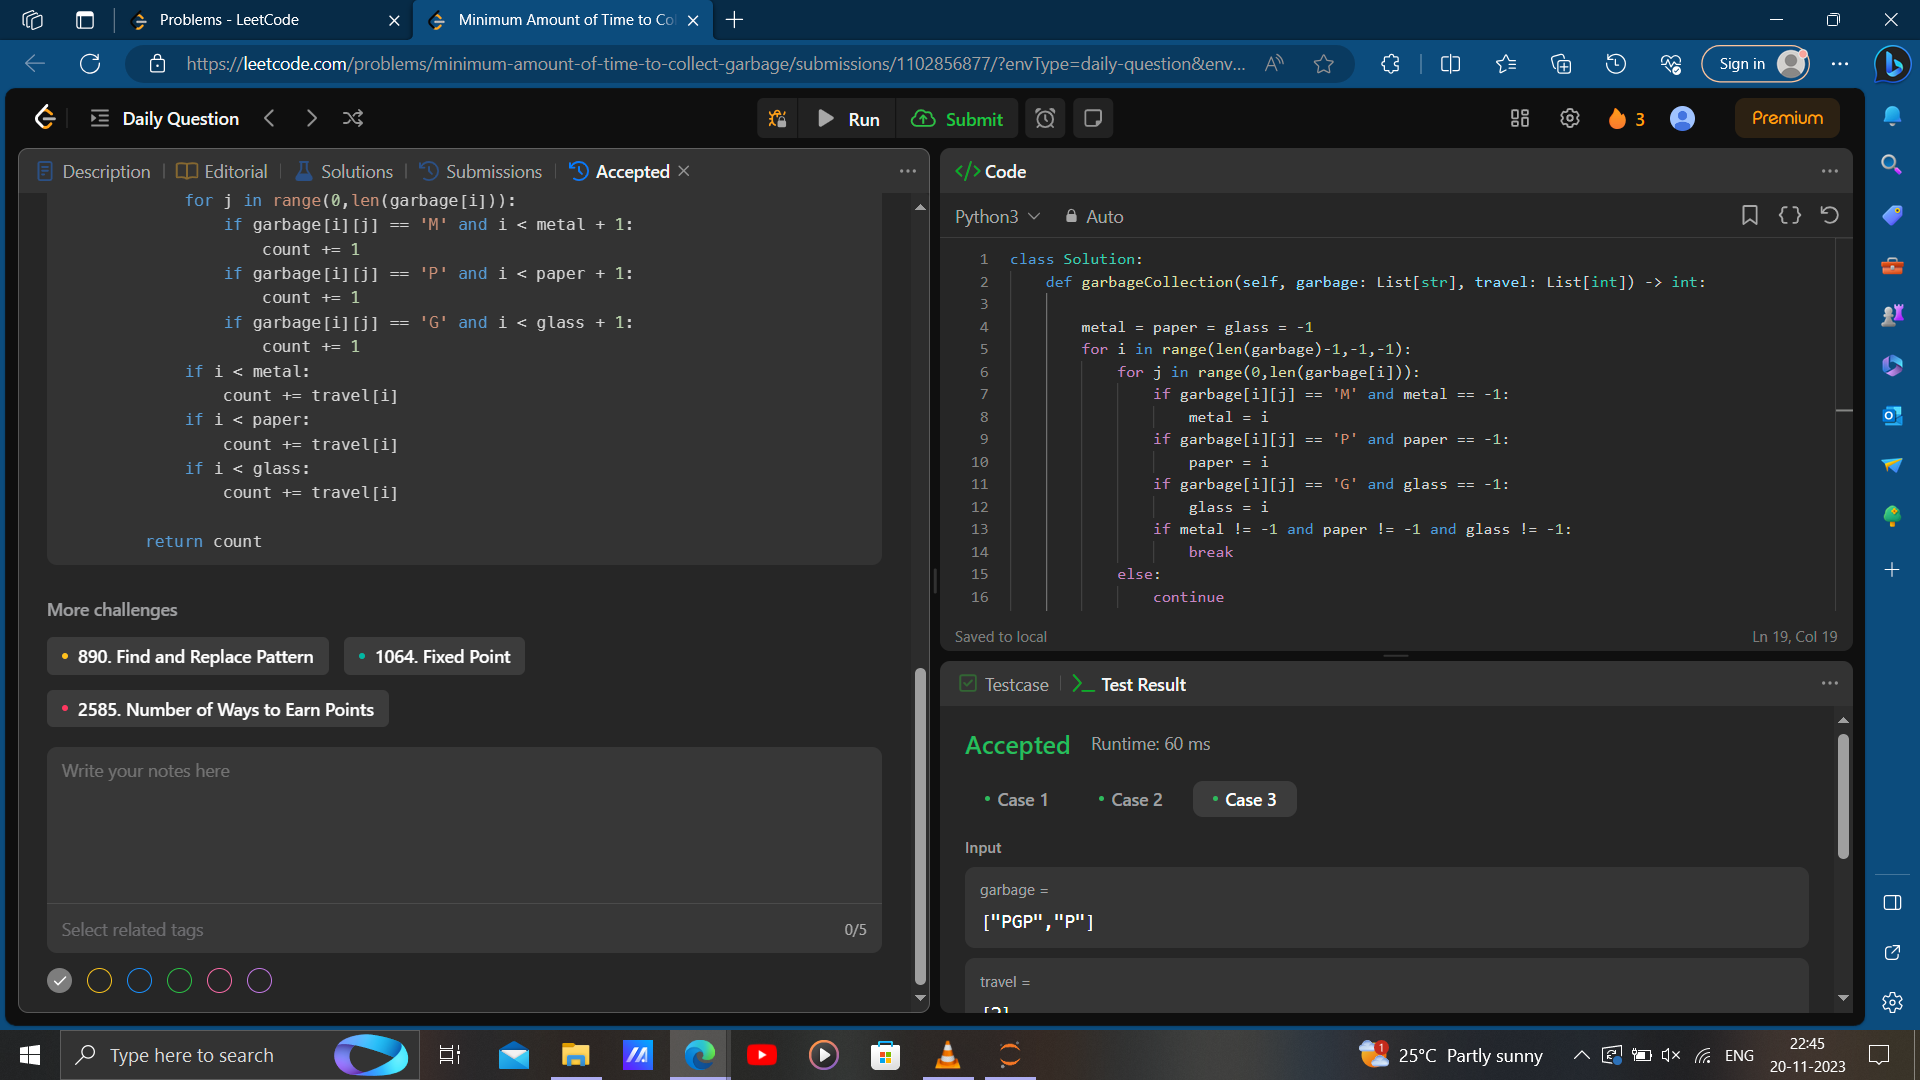 Problems - LeetCode
Minimum Amount of Time to Co
https://leetcode.com/problems/minimum-amount-of-time-to-collect-garbage/submissions/1102856877/?envType=daily-question&env...
Sign in
Daily Question
Run
Submit
3
Premium
Description
Editorial
Solutions
Submissions
Accepted
for j in range(0,len(garbage[i])):
if garbage[i][j] == 'M' and i < metal + 1:
count += 1
if garbage[i][j] == 'P' and i < paper + 1:
count += 1
if garbage[i][j] == 'G' and i < glass + 1:
count += 1
if i < metal:
count += travel[i]
if i < paper:
count += travel[i]
if i < glass:
count += travel[i]
return count
More challenges
890. Find and Replace Pattern
1064. Fixed Point
2585. Number of Ways to Earn Points
Write your notes here
Select related tags
0/5
</> Code
Python3
Auto
1 class Solution:
2 def garbageCollection(self, garbage: List[str], travel: List[int]) -> int:
3
4 metal = paper = glass = -1
5 for i in range(len(garbage)-1,-1,-1):
6 for j in range(0,len(garbage[i])):
7 if garbage[i][j] == 'M' and metal == -1:
8 metal = i
9 if garbage[i][j] == 'P' and paper == -1:
10 paper = i
11 if garbage[i][j] == 'G' and glass == -1:
12 glass = i
13 if metal != -1 and paper != -1 and glass != -1:
14 break
15 else:
16 continue
Saved to local
Ln 19, Col 19
Testcase
Test Result
Accepted
Runtime: 60 ms
Case 1
Case 2
Case 3
Input
garbage =
["PGP","P"]
travel =
Type here to search
1
25°C Partly sunny
ENG
22:45
20-11-2023